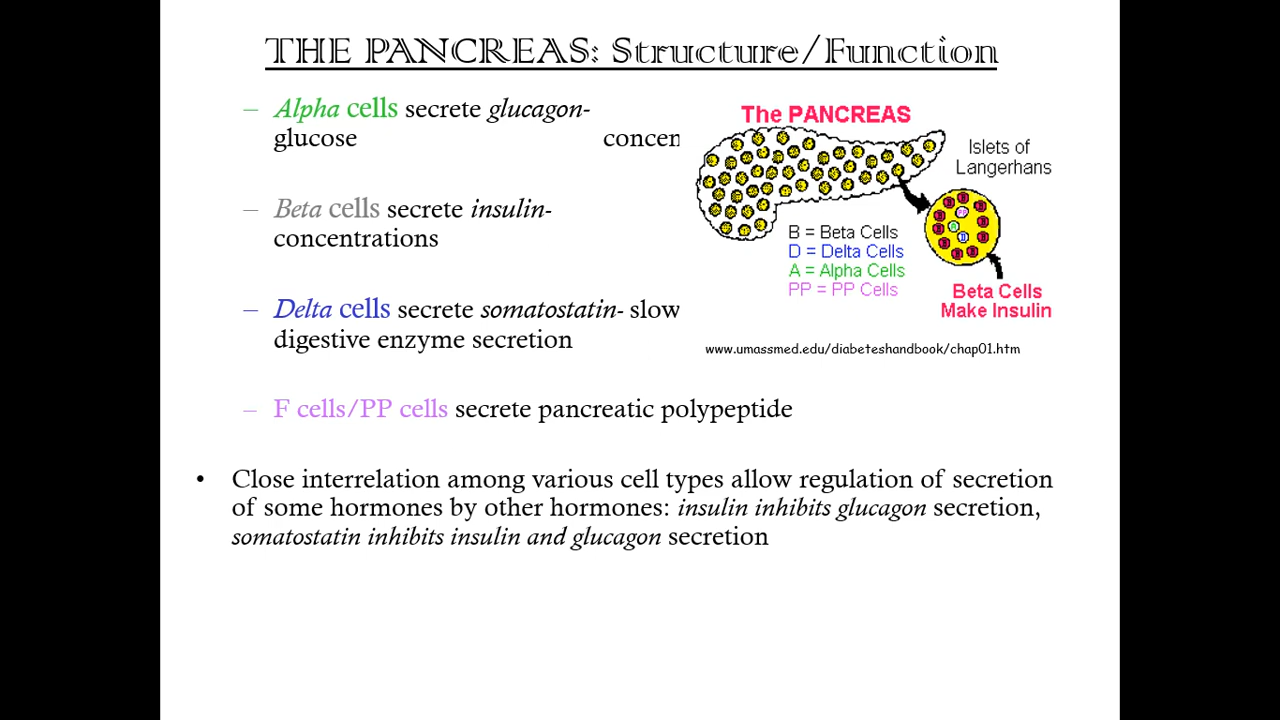 THE PANCREAS: Structure/Function
– Alpha cells secrete glucagon-
glucose concen
– Beta cells secrete insulin-
concentrations
– Delta cells secrete somatostatin- slow
digestive enzyme secretion
– F cells/PP cells secrete pancreatic polypeptide
• Close interrelation among various cell types allow regulation of secretion
of some hormones by other hormones: insulin inhibits glucagon secretion,
somatostatin inhibits insulin and glucagon secretion
The PANCREAS
Islets of
Langerhans
B = Beta Cells
D = Delta Cells
A = Alpha Cells
PP = PP Cells
Beta Cells
Make Insulin
www.umassmed.edu/diabeteshandbook/chap01.htm